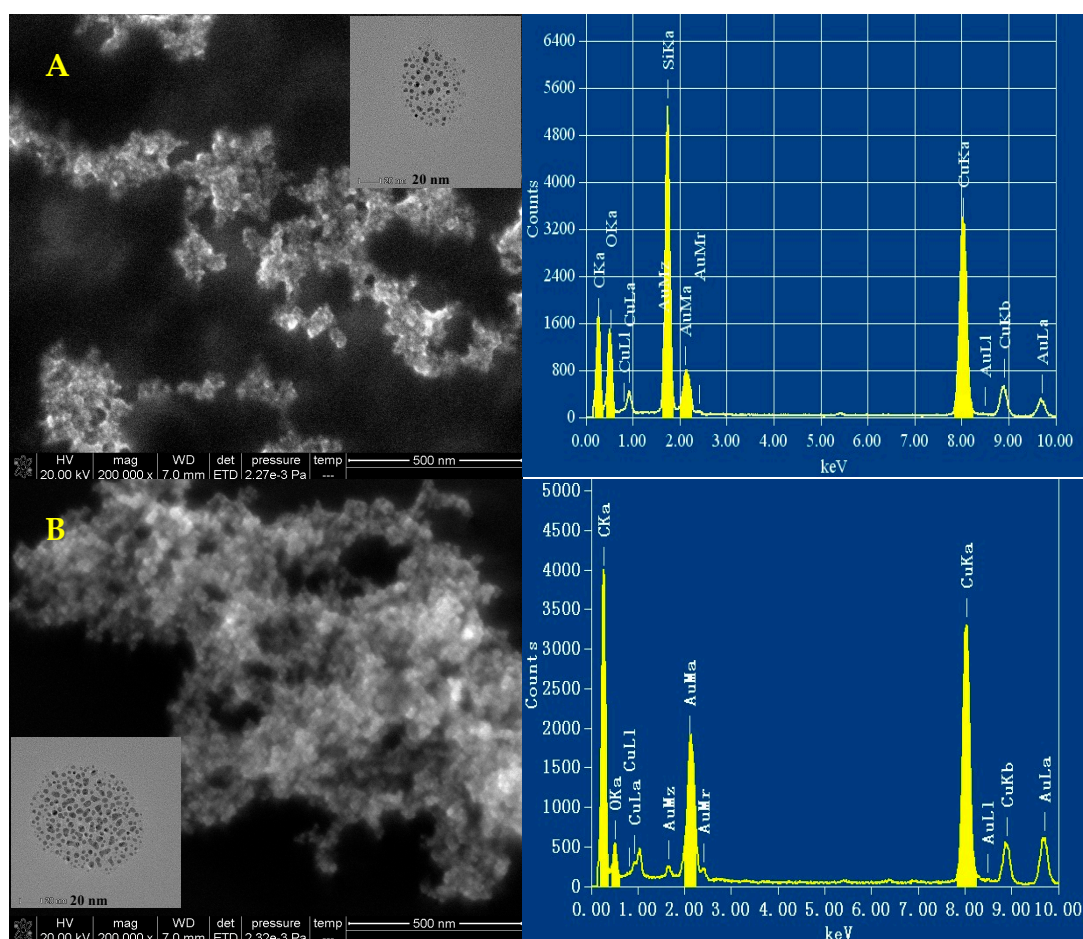 A
20 nm
20 nm
HV mag WD det pressure temp
20.00 kV 200 000 x 7.0 mm ETD 2.27e-3 Pa --- 500 nm
Counts
6400
5600
4800
4000
3200
2400
1600
800
0
CKa
OKa
CuLl
CuLa
SiKa
AuMz
AuMa
AuMr
CuKa
AuLl
CuKb
AuLa
0.00 1.00 2.00 3.00 4.00 5.00 6.00 7.00 8.00 9.00 10.00
keV
B
20 nm
HV mag WD det pressure temp
20.00 kV 200 000 x 7.0 mm ETD 2.32e-3 Pa --- 500 nm
Counts
5000
4500
4000
3500
3000
2500
2000
1500
1000
500
0
CKa
OKa
CuLa
CuLl
AuMz
AuMa
AuMr
CuKa
AuLl
CuKb
AuLa
0.00 1.00 2.00 3.00 4.00 5.00 6.00 7.00 8.00 9.00 10.00
keV